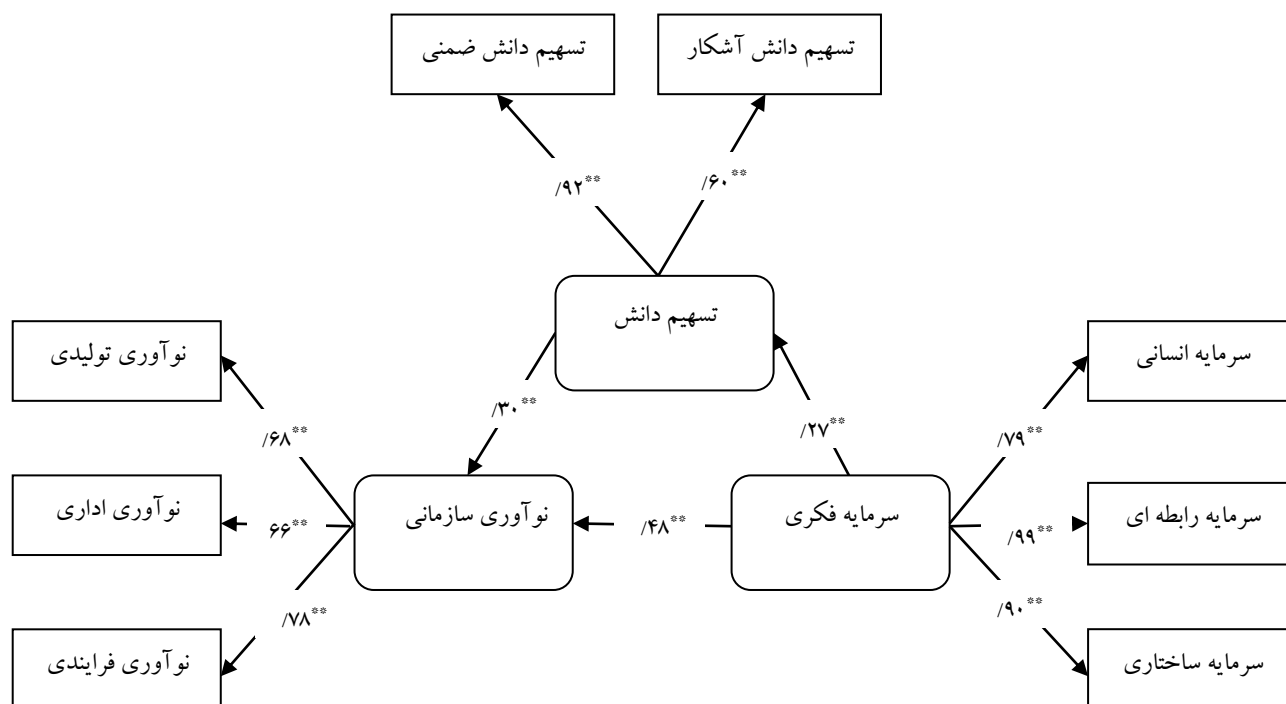 تسهیم دانش آشکار
تسهیم دانش ضمنی
/۶۰**
/۹۲**
تسهیم دانش
سرمایه انسانی
نوآوری تولیدی
/۷۹**
/۲۷**
/۳۰**
/۶۸**
سرمایه رابطه ای
/۹۹**
سرمایه فکری
/۴۸**
نوآوری سازمانی
۶۶**
نوآوری اداری
/۹۰**
/۷۸**
سرمایه ساختاری
نوآوری فرایندی